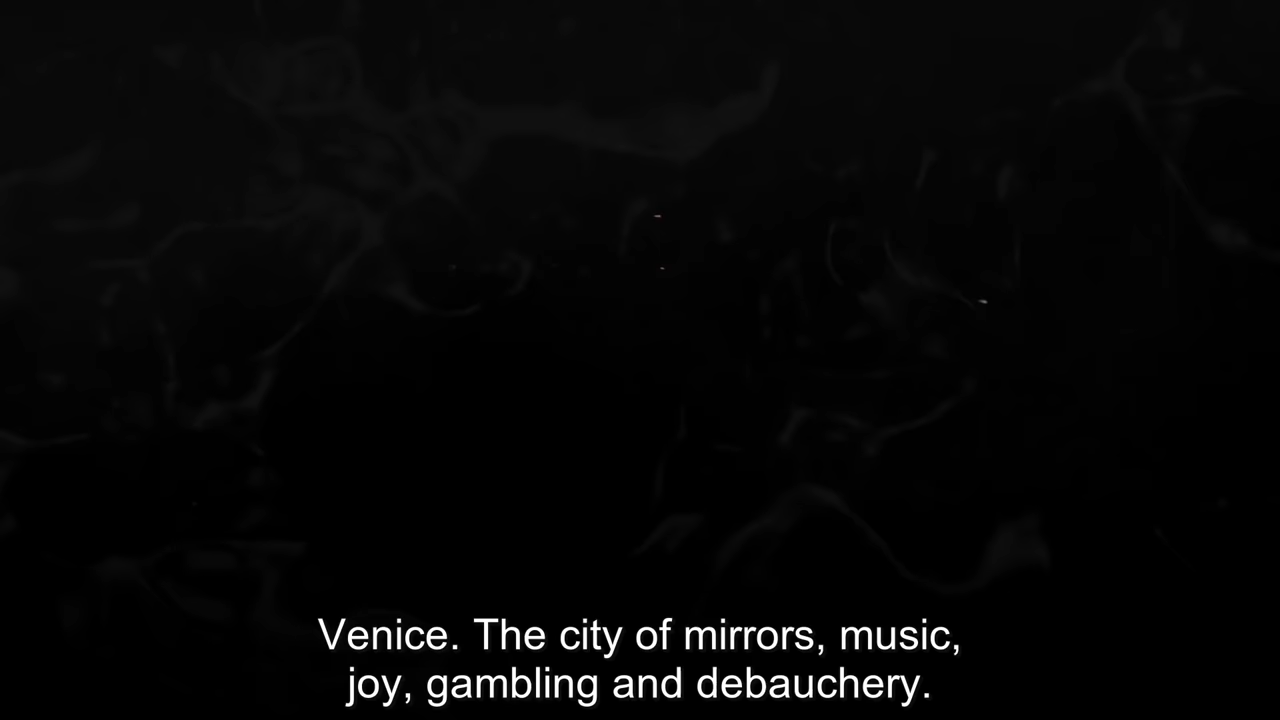 Venice. The city of mirrors, music,
joy, gambling and debauchery.